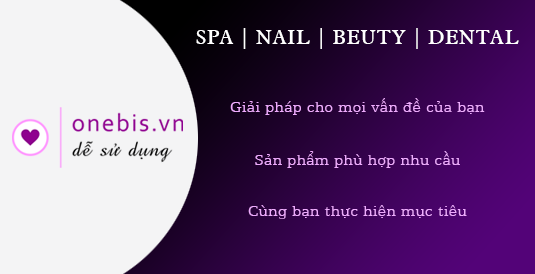 SPA | NAIL | BEUTY | DENTAL
onebis.vn
dễ sử dụng
Giải pháp cho mọi vấn đề của bạn
Sản phẩm phù hợp nhu cầu
Cùng bạn thực hiện mục tiêu